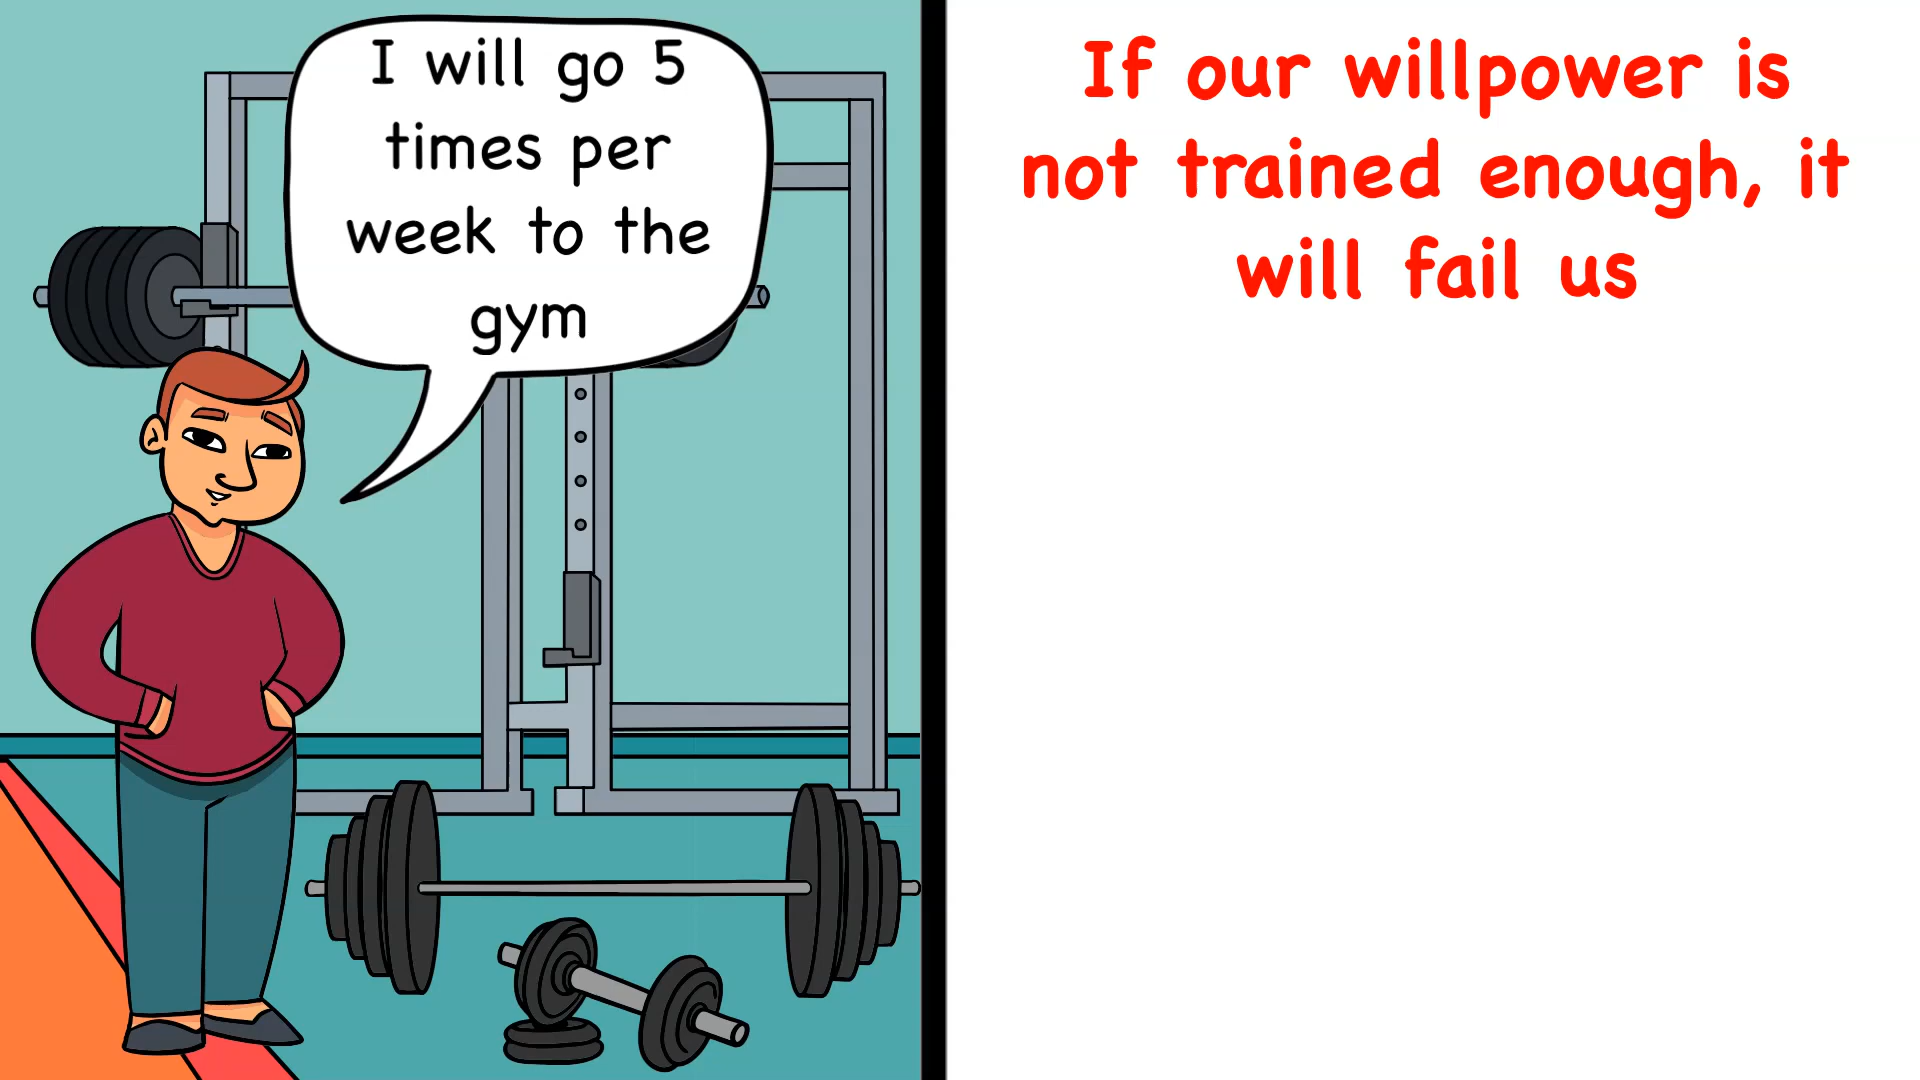 I will go 5
times per
week to the
gym
If our willpower is
not trained enough, it
will fail us